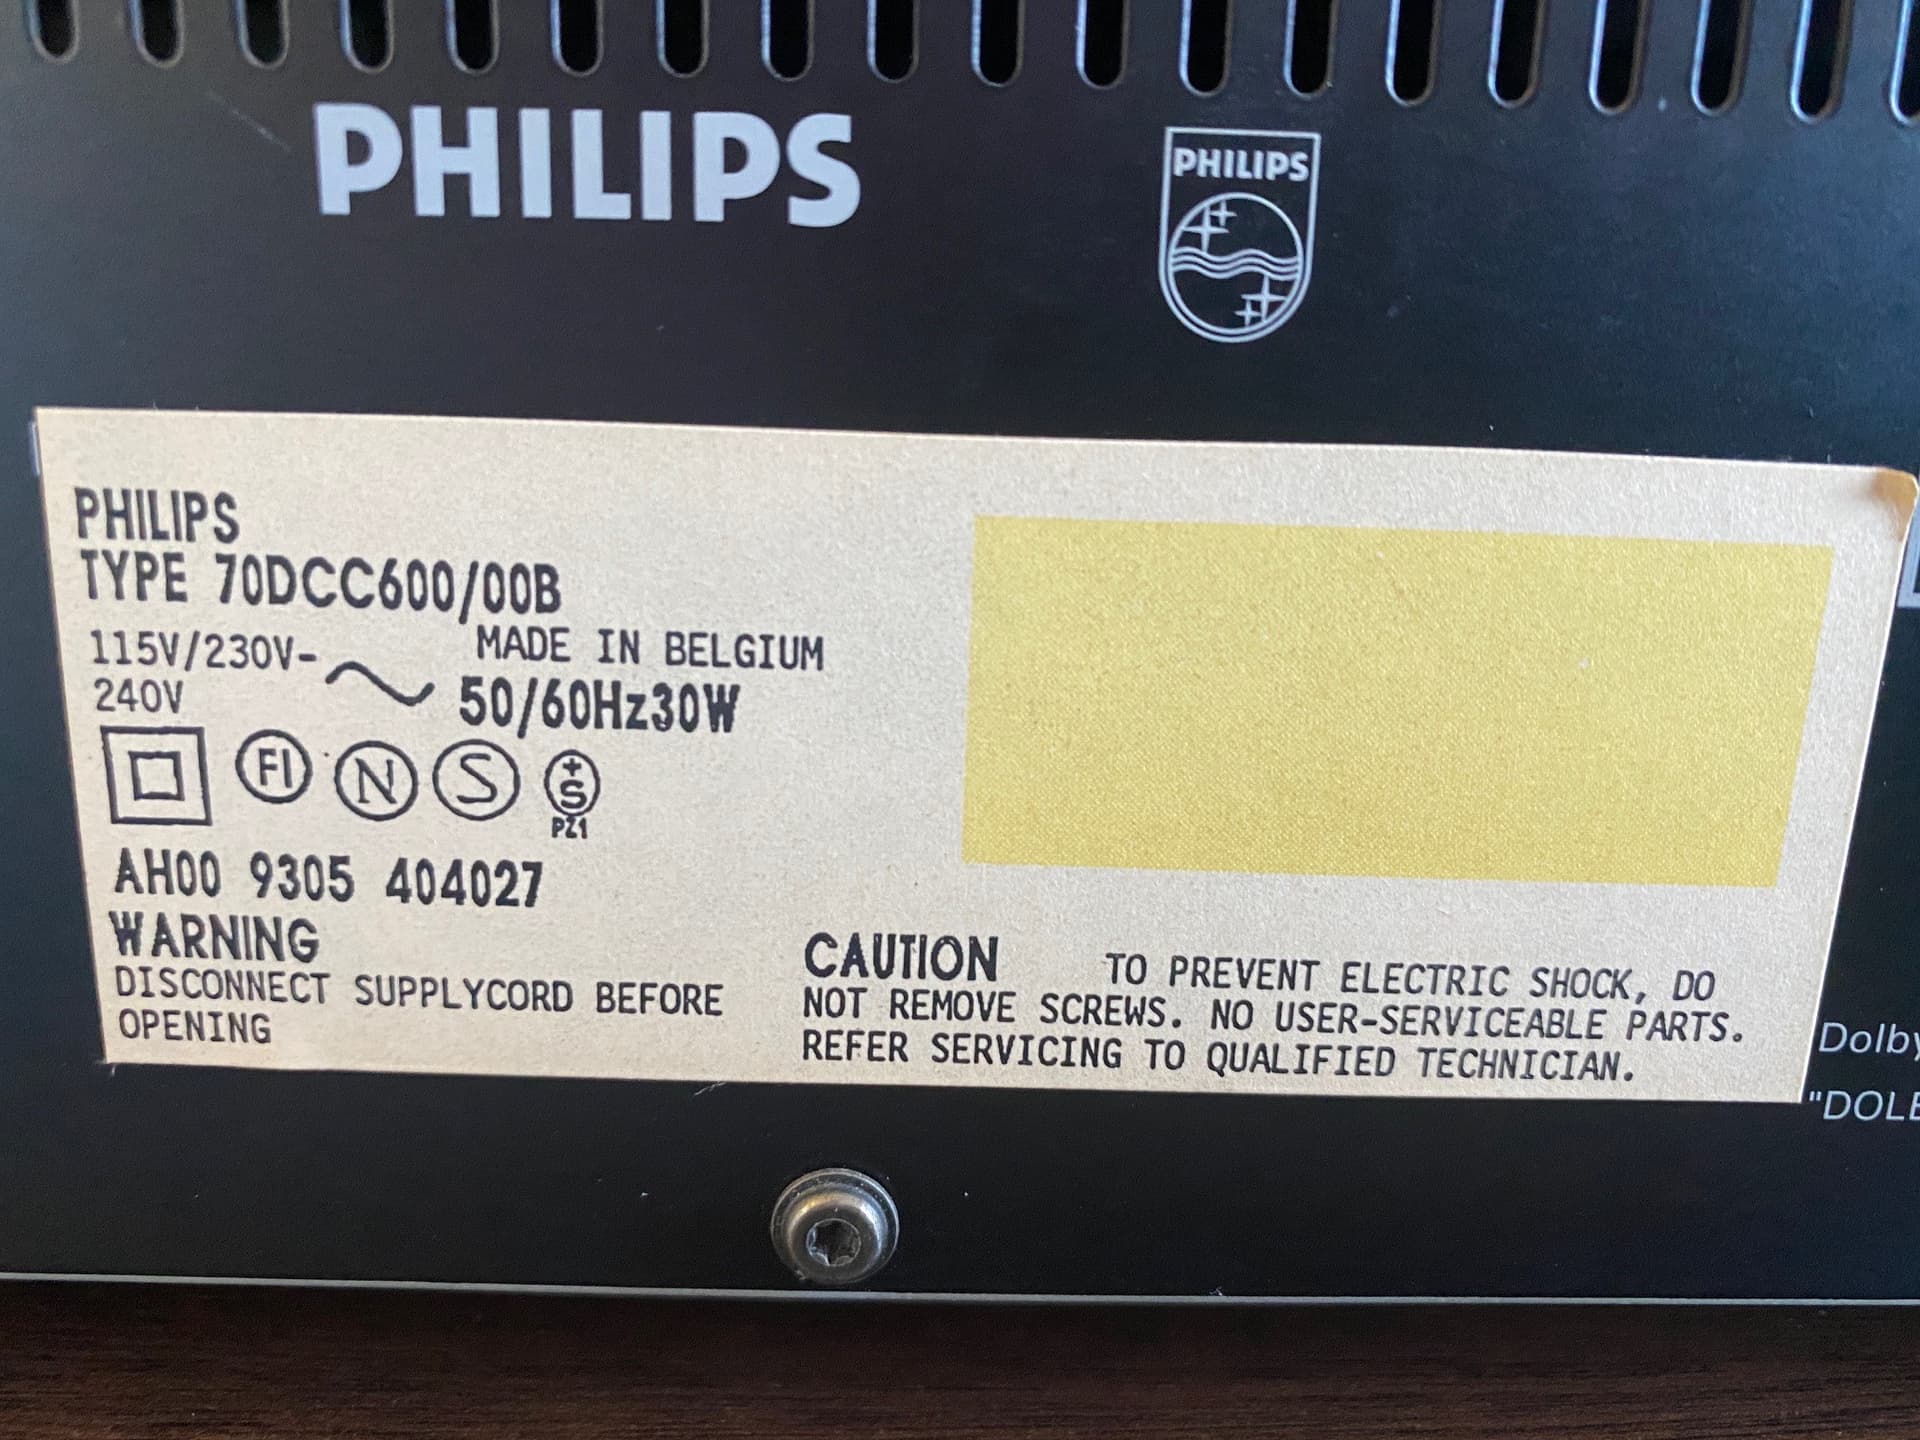 PHILIPS
PHILIPS
PHILIPS
TYPE 70DCC600/00B
115V/230V-
240V
MADE IN BELGIUM
50/60Hz30W
FI N S +S
PZ1
AH00 9305 404027
WARNING
DISCONNECT SUPPLYCORD BEFORE
OPENING
CAUTION TO PREVENT ELECTRIC SHOCK, DO
NOT REMOVE SCREWS. NO USER-SERVICEABLE PARTS.
REFER SERVICING TO QUALIFIED TECHNICIAN.
Dolby
"DOLB